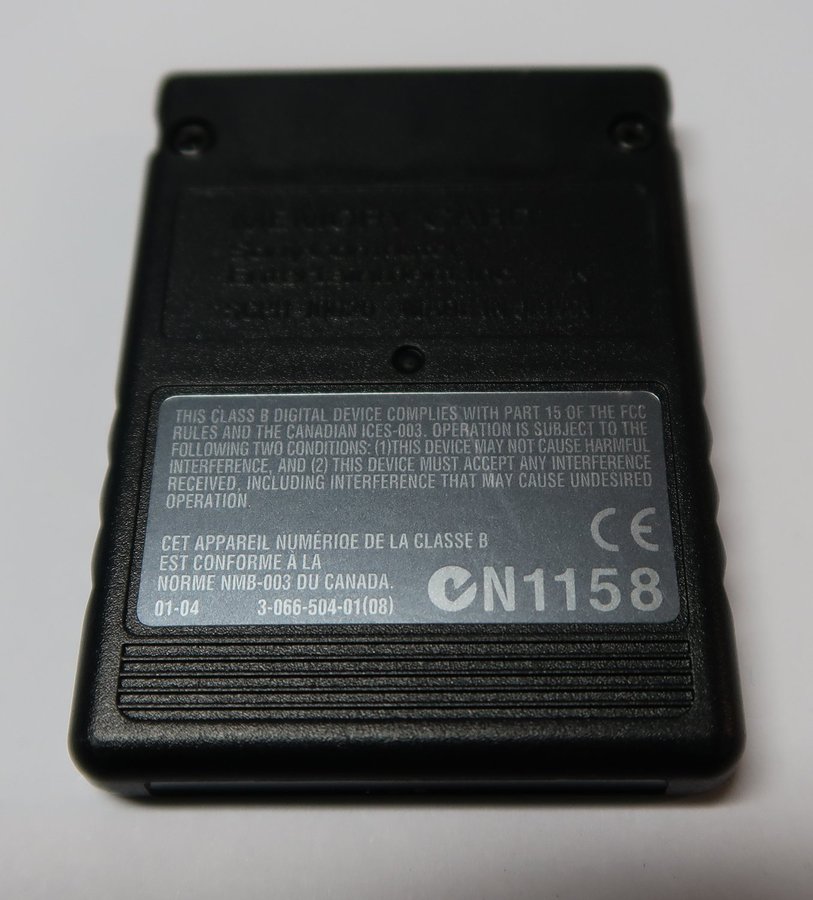 MEMORY CARD
THIS CLASS B DIGITAL DEVICE COMPLIES WITH PART 15 OF THE FCC
RULES AND THE CANADIAN ICES-003. OPERATION IS SUBJECT TO THE
FOLLOWING TWO CONDITIONS: (1)THIS DEVICE MAY NOT CAUSE HARMFUL
INTERFERENCE, AND (2) THIS DEVICE MUST ACCEPT ANY INTERFERENCE
RECEIVED, INCLUDING INTERFERENCE THAT MAY CAUSE UNDESIRED
OPERATION.
CE
CET APPAREIL NUMÉRIQE DE LA CLASSE B
EST CONFORME À LA
NORME NMB-003 DU CANADA.
N1158
01-04 3-066-504-01(08)